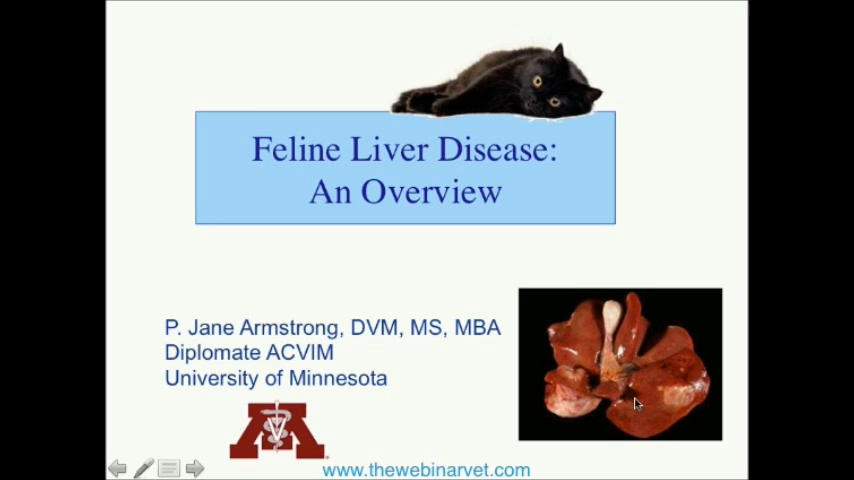 Feline Liver Disease:
An Overview
P. Jane Armstrong, DVM, MS, MBA
Diplomate ACVIM
University of Minnesota
M
V
www.thewebinarvet.com